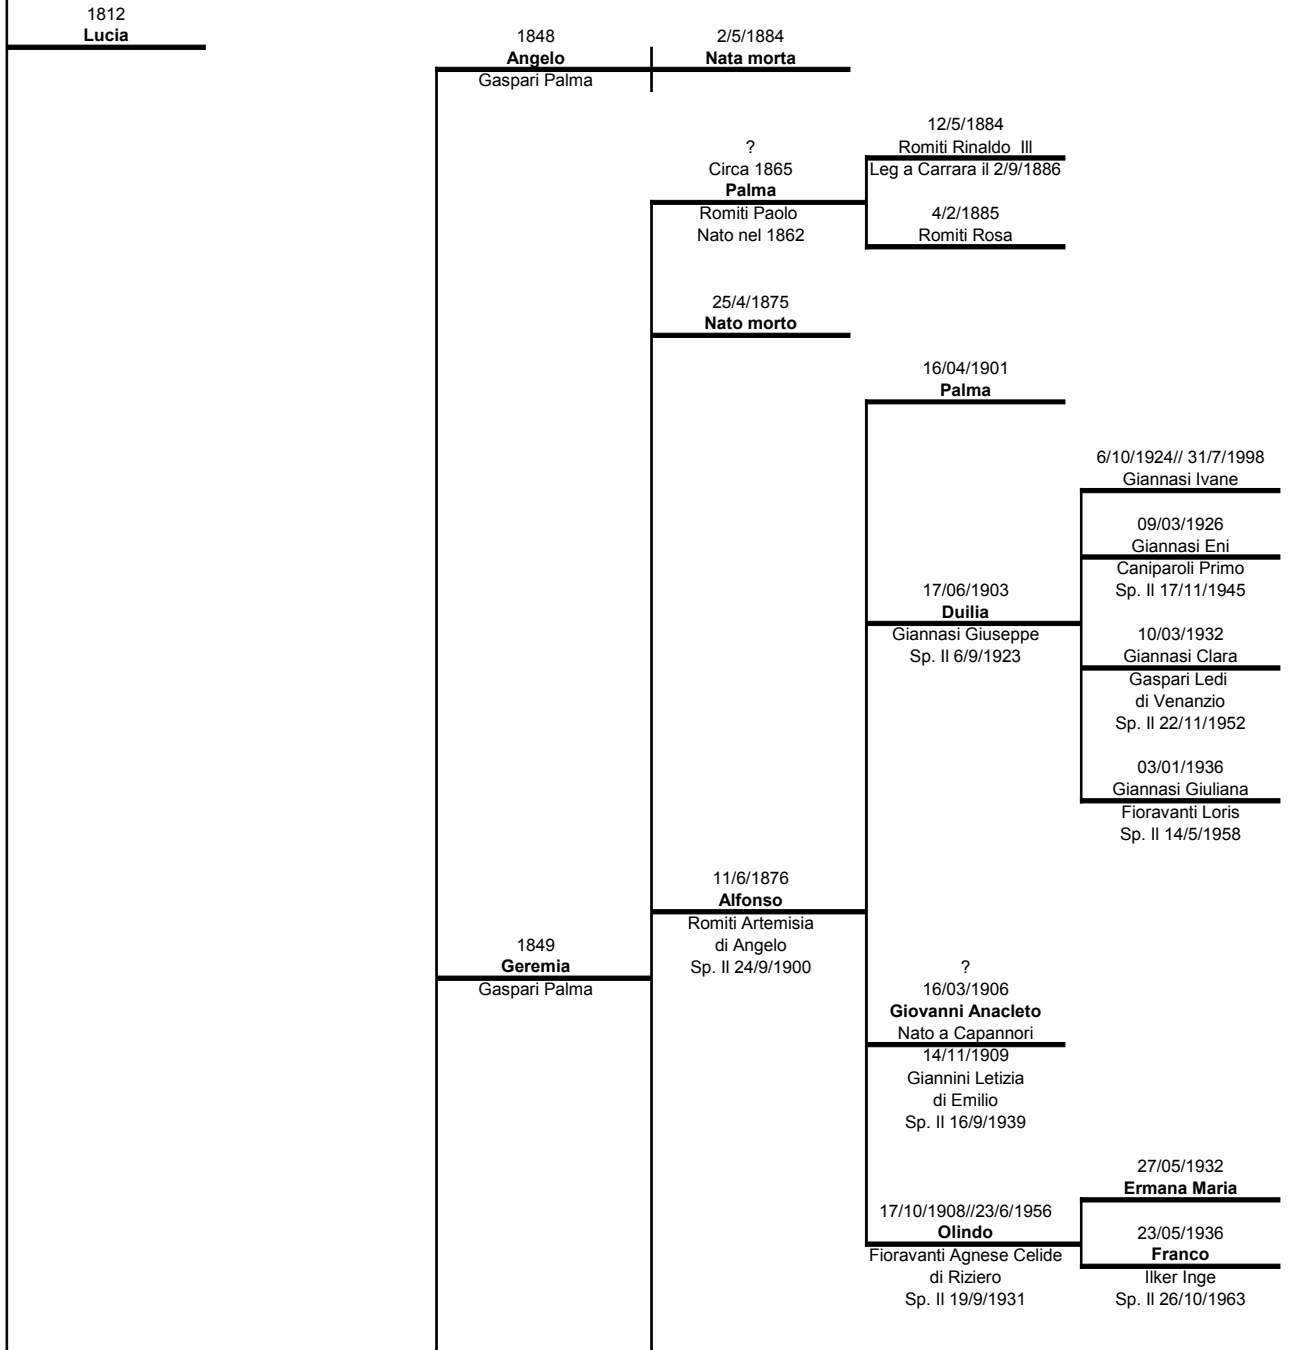 1812
Lucia
1848
Angelo
Gaspari Palma
2/5/1884
Nata morta
?
Circa 1865
Palma
Romiti Paolo
Nato nel 1862
12/5/1884
Romiti Rinaldo III
Leg a Carrara il 2/9/1886
4/2/1885
Romiti Rosa
25/4/1875
Nato morto
16/04/1901
Palma
6/10/1924// 31/7/1998
Giannasi Ivane
09/03/1926
Giannasi Eni
Caniparoli Primo
Sp. Il 17/11/1945
17/06/1903
Duilia
Giannasi Giuseppe
Sp. Il 6/9/1923
10/03/1932
Giannasi Clara
Gaspari Ledi
di Venanzio
Sp. Il 22/11/1952
03/01/1936
Giannasi Giuliana
Fioravanti Loris
Sp. Il 14/5/1958
11/6/1876
Alfonso
Romiti Artemisia
di Angelo
Sp. Il 24/9/1900
1849
Geremia
Gaspari Palma
?
16/03/1906
Giovanni Anacleto
Nato a Capannori
14/11/1909
Giannini Letizia
di Emilio
Sp. Il 16/9/1939
27/05/1932
Ermana Maria
17/10/1908//23/6/1956
Olindo
Fioravanti Agnese Celide
di Riziero
Sp. Il 19/9/1931
23/05/1936
Franco
Ilker Inge
Sp. Il 26/10/1963